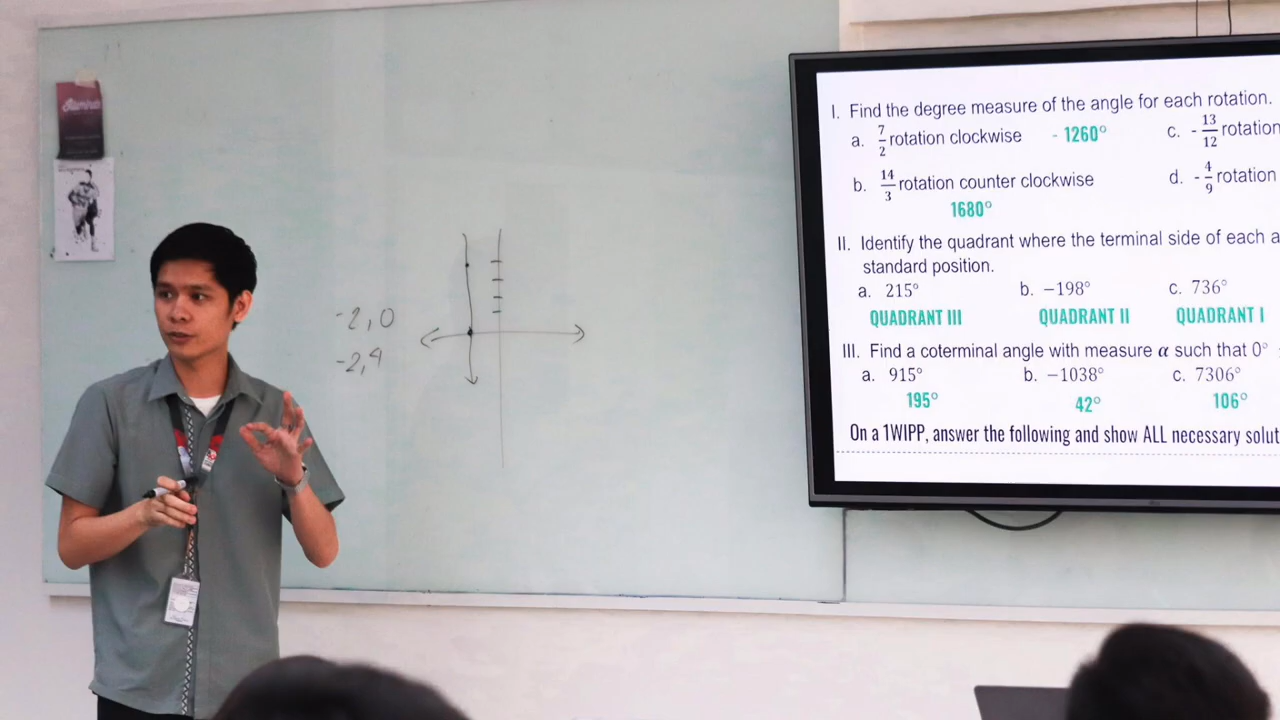 -2,0
-2,4
I. Find the degree measure of the angle for each rotation.
a. 7/2 rotation clockwise - 1260° c. - 13/12 rotation
b. 14/3 rotation counter clockwise d. - 4/9 rotation
1680°
II. Identify the quadrant where the terminal side of each a
standard position.
a. 215° b. −198° c. 736°
QUADRANT III QUADRANT II QUADRANT I
III. Find a coterminal angle with measure α such that 0°
a. 915° b. −1038° c. 7306°
195° 42° 106°
On a 1WIPP, answer the following and show ALL necessary solut